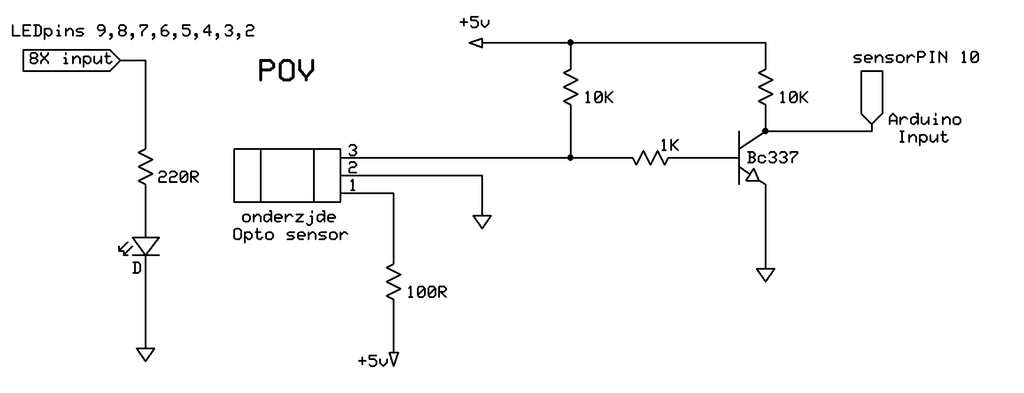 LEDpins 9,8,7,6,5,4,3,2
8X input
POV
220R
D
+5v
10K
10K
sensorPIN 10
Arduino
Input
3
2
1
1K
Bc337
onderzjde
Opto sensor
100R
+5v